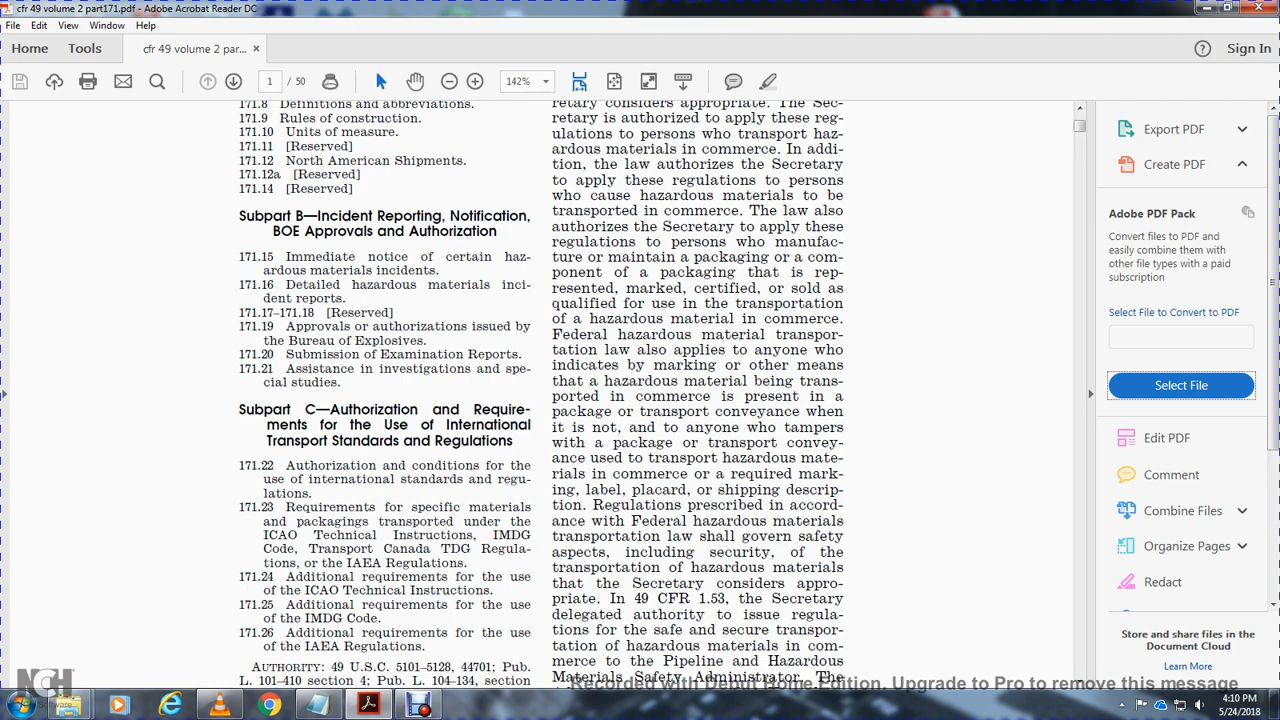 cfr 49 volume 2 part171.pdf - Adobe Acrobat Reader DC
File Edit View Window Help
Home Tools cfr 49 volume 2 par... × Sign In
1 / 50 142%
171.8 Definitions and abbreviations.
171.9 Rules of construction.
171.10 Units of measure.
171.11 [Reserved]
171.12 North American Shipments.
171.12a [Reserved]
171.14 [Reserved]
Subpart B—Incident Reporting, Notification,
BOE Approvals and Authorization
171.15 Immediate notice of certain haz-
ardous materials incidents.
171.16 Detailed hazardous materials inci-
dent reports.
171.17–171.18 [Reserved]
171.19 Approvals or authorizations issued by
the Bureau of Explosives.
171.20 Submission of Examination Reports.
171.21 Assistance in investigations and spe-
cial studies.
Subpart C—Authorization and Require-
ments for the Use of International
Transport Standards and Regulations
171.22 Authorization and conditions for the
use of international standards and regu-
lations.
171.23 Requirements for specific materials
and packagings transported under the
ICAO Technical Instructions, IMDG
Code, Transport Canada TDG Regula-
tions, or the IAEA Regulations.
171.24 Additional requirements for the use
of the ICAO Technical Instructions.
171.25 Additional requirements for the use
of the IMDG Code.
171.26 Additional requirements for the use
of the IAEA Regulations.
AUTHORITY: 49 U.S.C. 5101–5128, 44701; Pub.
L. 101–410 section 4; Pub. L. 104–134, section
retary considers appropriate. The Sec-
retary is authorized to apply these reg-
ulations to persons who transport haz-
ardous materials in commerce. In addi-
tion, the law authorizes the Secretary
to apply these regulations to persons
who cause hazardous materials to be
transported in commerce. The law also
authorizes the Secretary to apply these
regulations to persons who manufac-
ture or maintain a packaging or a com-
ponent of a packaging that is rep-
resented, marked, certified, or sold as
qualified for use in the transportation
of a hazardous material in commerce.
Federal hazardous material transpor-
tation law also applies to anyone who
indicates by marking or other means
that a hazardous material being trans-
ported in commerce is present in a
package or transport conveyance when
it is not, and to anyone who tampers
with a package or transport convey-
ance used to transport hazardous mate-
rials in commerce or a required mark-
ing, label, placard, or shipping descrip-
tion. Regulations prescribed in accord-
ance with Federal hazardous materials
transportation law shall govern safety
aspects, including security, of the
transportation of hazardous materials
that the Secretary considers appro-
priate. In 49 CFR 1.53, the Secretary
delegated authority to issue regula-
tions for the safe and secure transpor-
tation of hazardous materials in com-
merce to the Pipeline and Hazardous
Materials Safety Administrator. The
Export PDF
Create PDF
Adobe PDF Pack
Convert files to PDF and
easily combine them with
other file types with a paid
subscription
Select File to Convert to PDF
Select File
Edit PDF
Comment
Combine Files
Organize Pages
Redact
Store and share files in the
Document Cloud
Learn More
NCH
Software
Recorded with Debut Home Edition. Upgrade to Pro to remove this message
4:10 PM
5/24/2018